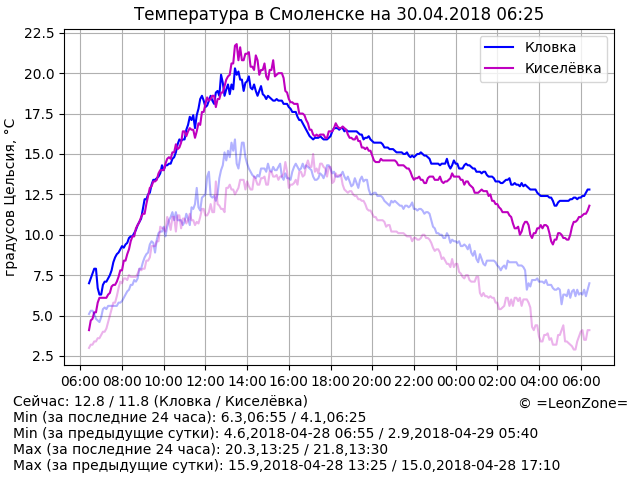 Температура в Смоленске на 30.04.2018 06:25
Кловка
Киселёвка
градусов Цельсия, °C
22.5
20.0
17.5
15.0
12.5
10.0
7.5
5.0
2.5
06:00 08:00 10:00 12:00 14:00 16:00 18:00 20:00 22:00 00:00 02:00 04:00 06:00
Сейчас: 12.8 / 11.8 (Кловка / Киселёвка)
© =LeonZone=
Min (за последние 24 часа): 6.3,06:55 / 4.1,06:25
Min (за предыдущие сутки): 4.6,2018-04-28 06:55 / 2.9,2018-04-29 05:40
Max (за последние 24 часа): 20.3,13:25 / 21.8,13:30
Max (за предыдущие сутки): 15.9,2018-04-28 13:25 / 15.0,2018-04-28 17:10